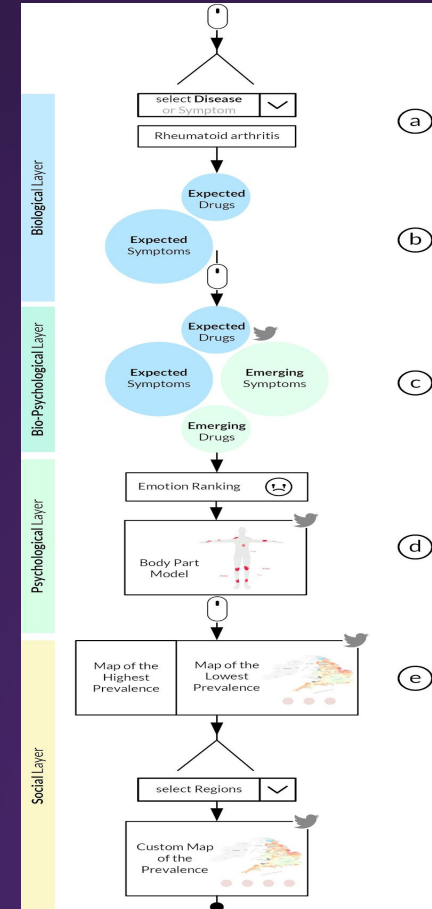 select Disease
or Symptom
a
Rheumatoid arthritis
Biological Layer
Expected
Drugs
Expected
Symptoms
b
Bio-Psychological Layer
Expected
Drugs
Expected
Symptoms
Emerging
Symptoms
c
Emerging
Drugs
Psychological Layer
Emotion Ranking
Body Part
Model
d
Social Layer
Map of the
Highest
Prevalence
Map of the
Lowest
Prevalence
e
select Regions
Custom Map
of the
Prevalence